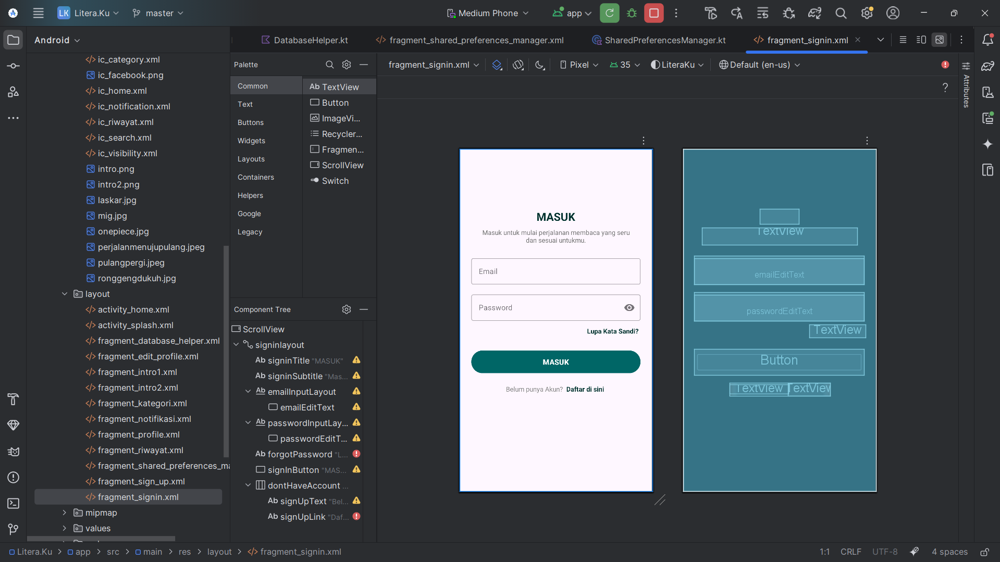 LK Litera.Ku
master
Medium Phone
app
Android
DatabaseHelper.kt
fragment_shared_preferences_manager.xml
SharedPreferencesManager.kt
fragment_signin.xml
ic_category.xml
ic_facebook.png
ic_home.xml
ic_notification.xml
ic_riwayat.xml
ic_search.xml
ic_visibility.xml
intro.png
intro2.png
laskar.jpg
mig.jpg
onepiece.jpg
perjalanmenujupulang.jpeg
pulangpergi.jpeg
ronggengdukuh.jpg
layout
activity_home.xml
activity_splash.xml
fragment_database_helper.xml
fragment_edit_profile.xml
fragment_intro1.xml
fragment_intro2.xml
fragment_kategori.xml
fragment_notifikasi.xml
fragment_profile.xml
fragment_riwayat.xml
fragment_shared_preferences_ma
fragment_sign_up.xml
fragment_signin.xml
mipmap
values
Palette
Common
Text
Buttons
Widgets
Layouts
Containers
Helpers
Google
Legacy
Ab TextView
Button
ImageVi...
Recycler...
Fragmen...
ScrollView
Switch
Component Tree
ScrollView
signinlayout
Ab signinTitle "MASUK"
Ab signinSubtitle "Mas...
Ab emailInputLayout
emailEditText
Ab passwordInputLay...
passwordEditT...
Ab forgotPassword "L...
signInButton "MAS...
dontHaveAccount ...
Ab signUpText "Bel...
Ab signUpLink "Daf...
fragment_signin.xml
Pixel
35
LiteraKu
Default (en-us)
?
Attributes
MASUK
Masuk untuk mulai perjalanan membaca yang seru
dan sesuai untukmu.
Email
Password
Lupa Kata Sandi?
MASUK
Belum punya Akun? Daftar di sini
TextView
emailEditText
passwordEditText
TextView
Button
TextView TextView
Litera.Ku > app > src > main > res > layout > fragment_signin.xml
1:1 CRLF UTF-8 4 spaces